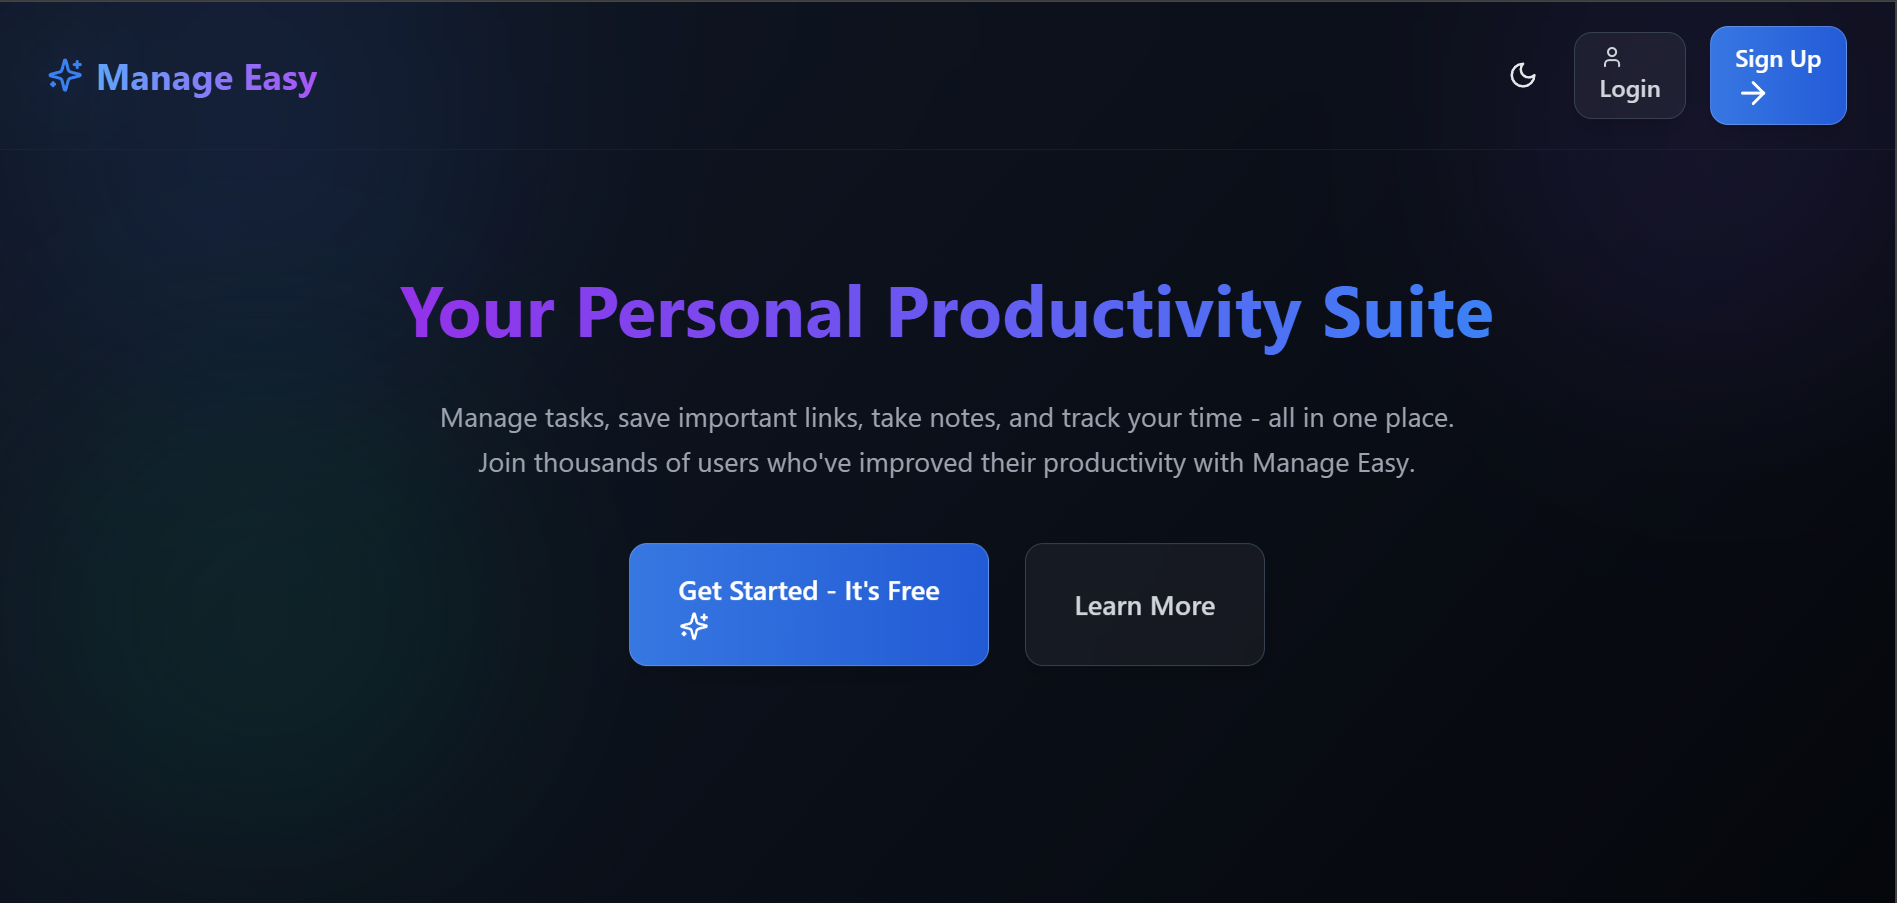 Manage Easy
Login
Sign Up
Your Personal Productivity Suite
Manage tasks, save important links, take notes, and track your time - all in one place.
Join thousands of users who've improved their productivity with Manage Easy.
Get Started - It's Free
Learn More